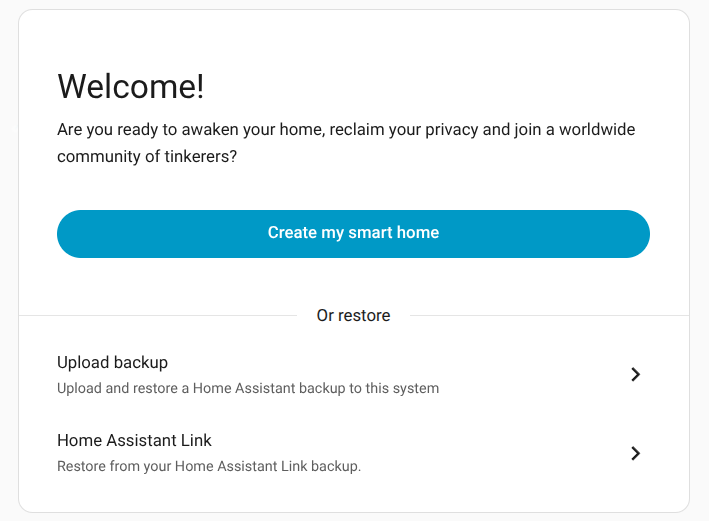 Welcome!
Are you ready to awaken your home, reclaim your privacy and join a worldwide
community of tinkerers?
Create my smart home
Or restore
Upload backup
Upload and restore a Home Assistant backup to this system
Home Assistant Link
Restore from your Home Assistant Link backup.